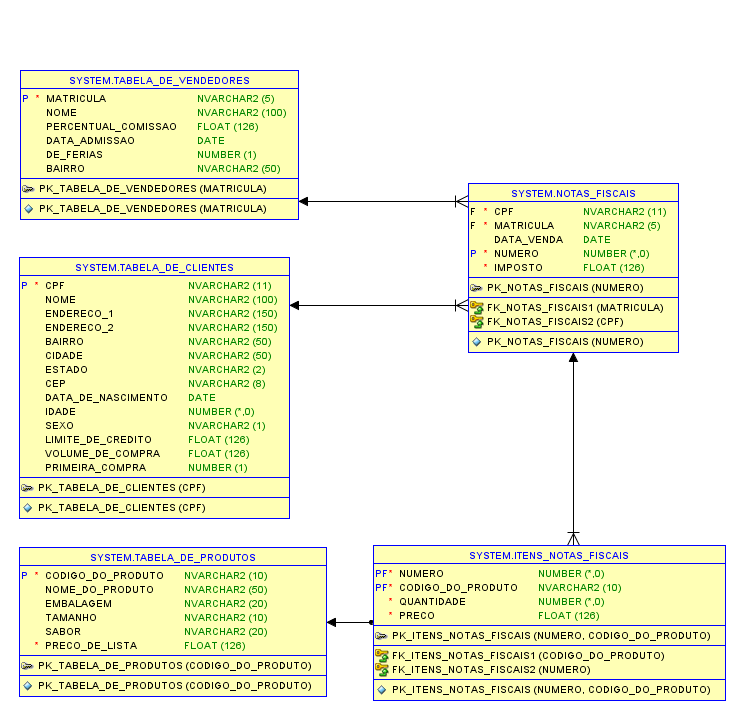 SYSTEM.TABELA_DE_VENDEDORES
P * MATRICULA NVARCHAR2 (5)
NOME NVARCHAR2 (100)
PERCENTUAL_COMISSAO FLOAT (126)
DATA_ADMISSAO DATE
DE_FERIAS NUMBER (1)
BAIRRO NVARCHAR2 (50)
PK_TABELA_DE_VENDEDORES (MATRICULA)
PK_TABELA_DE_VENDEDORES (MATRICULA)
SYSTEM.NOTAS_FISCAIS
F * CPF NVARCHAR2 (11)
F * MATRICULA NVARCHAR2 (5)
DATA_VENDA DATE
P * NUMERO NUMBER (*,0)
* IMPOSTO FLOAT (126)
PK_NOTAS_FISCAIS (NUMERO)
FK_NOTAS_FISCAIS1 (MATRICULA)
FK_NOTAS_FISCAIS2 (CPF)
PK_NOTAS_FISCAIS (NUMERO)
SYSTEM.TABELA_DE_CLIENTES
P * CPF NVARCHAR2 (11)
NOME NVARCHAR2 (100)
ENDERECO_1 NVARCHAR2 (150)
ENDERECO_2 NVARCHAR2 (150)
BAIRRO NVARCHAR2 (50)
CIDADE NVARCHAR2 (50)
ESTADO NVARCHAR2 (2)
CEP NVARCHAR2 (8)
DATA_DE_NASCIMENTO DATE
IDADE NUMBER (*,0)
SEXO NVARCHAR2 (1)
LIMITE_DE_CREDITO FLOAT (126)
VOLUME_DE_COMPRA FLOAT (126)
PRIMEIRA_COMPRA NUMBER (1)
PK_TABELA_DE_CLIENTES (CPF)
PK_TABELA_DE_CLIENTES (CPF)
SYSTEM.TABELA_DE_PRODUTOS
P * CODIGO_DO_PRODUTO NVARCHAR2 (10)
NOME_DO_PRODUTO NVARCHAR2 (50)
EMBALAGEM NVARCHAR2 (20)
TAMANHO NVARCHAR2 (10)
SABOR NVARCHAR2 (20)
* PRECO_DE_LISTA FLOAT (126)
PK_TABELA_DE_PRODUTOS (CODIGO_DO_PRODUTO)
PK_TABELA_DE_PRODUTOS (CODIGO_DO_PRODUTO)
SYSTEM.ITENS_NOTAS_FISCAIS
PF* NUMERO NUMBER (*,0)
PF* CODIGO_DO_PRODUTO NVARCHAR2 (10)
* QUANTIDADE NUMBER (*,0)
* PRECO FLOAT (126)
PK_ITENS_NOTAS_FISCAIS (NUMERO, CODIGO_DO_PRODUTO)
FK_ITENS_NOTAS_FISCAIS1 (CODIGO_DO_PRODUTO)
FK_ITENS_NOTAS_FISCAIS2 (NUMERO)
PK_ITENS_NOTAS_FISCAIS (NUMERO, CODIGO_DO_PRODUTO)